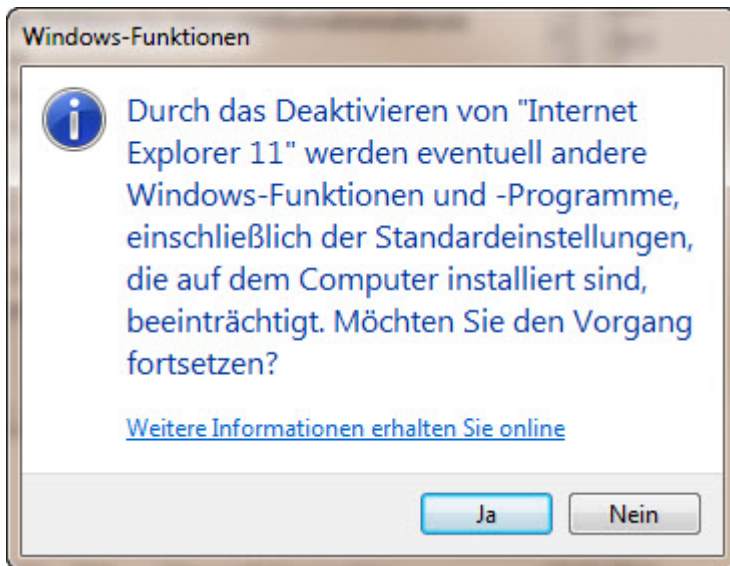 Windows-Funktionen
Durch das Deaktivieren von "Internet
Explorer 11" werden eventuell andere
Windows-Funktionen und -Programme,
einschließlich der Standardeinstellungen,
die auf dem Computer installiert sind,
beeinträchtigt. Möchten Sie den Vorgang
fortsetzen?
Weitere Informationen erhalten Sie online
Ja
Nein